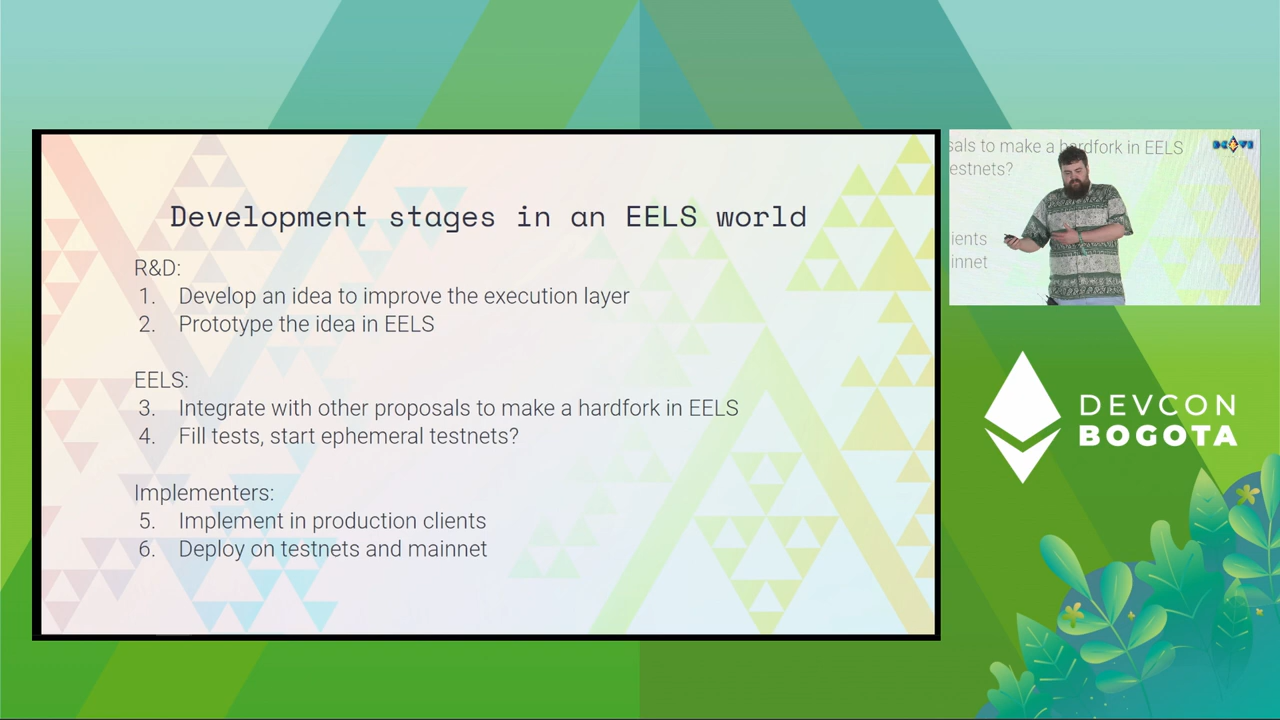 Development stages in an EELS world
R&D:
1. Develop an idea to improve the execution layer
2. Prototype the idea in EELS
EELS:
3. Integrate with other proposals to make a hardfork in EELS
4. Fill tests, start ephemeral testnets?
Implementers:
5. Implement in production clients
6. Deploy on testnets and mainnet
sals to make a hardfork in EELS
estnets?
ients
innet
DEVCON
BOGOTA